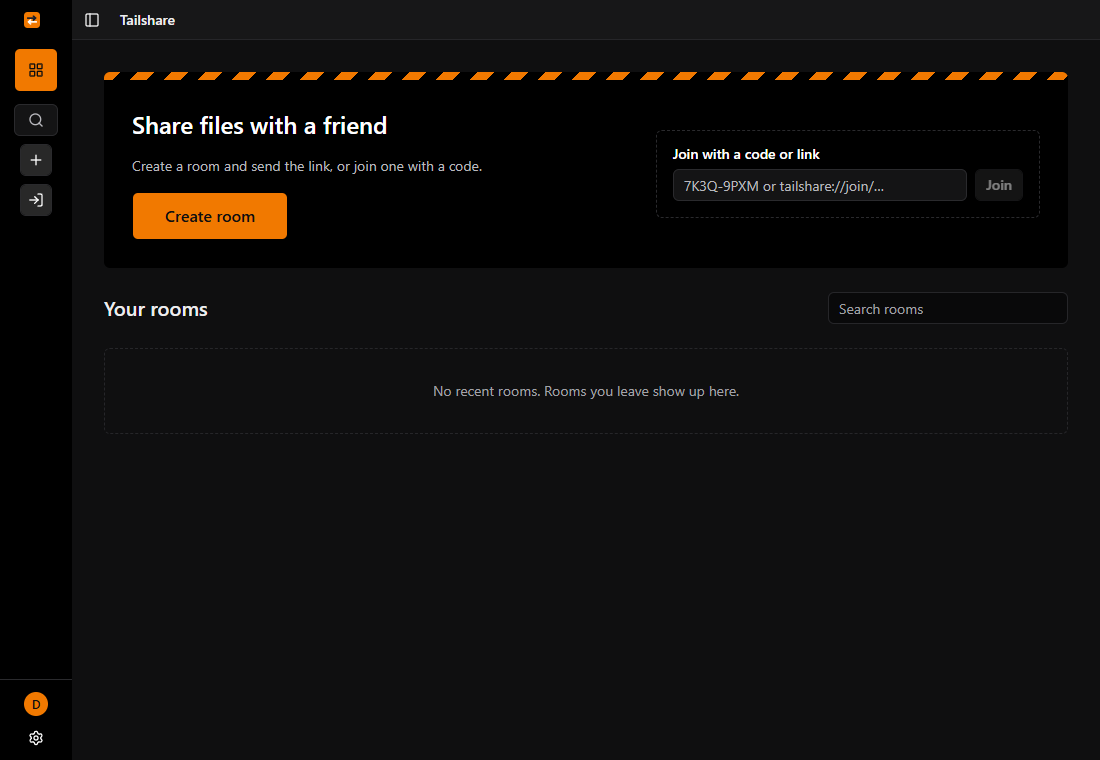 Tailshare
Share files with a friend
Create a room and send the link, or join one with a code.
Create room
Join with a code or link
7K3Q-9PXM or tailshare://join/...
Join
Your rooms
Search rooms
No recent rooms. Rooms you leave show up here.
D